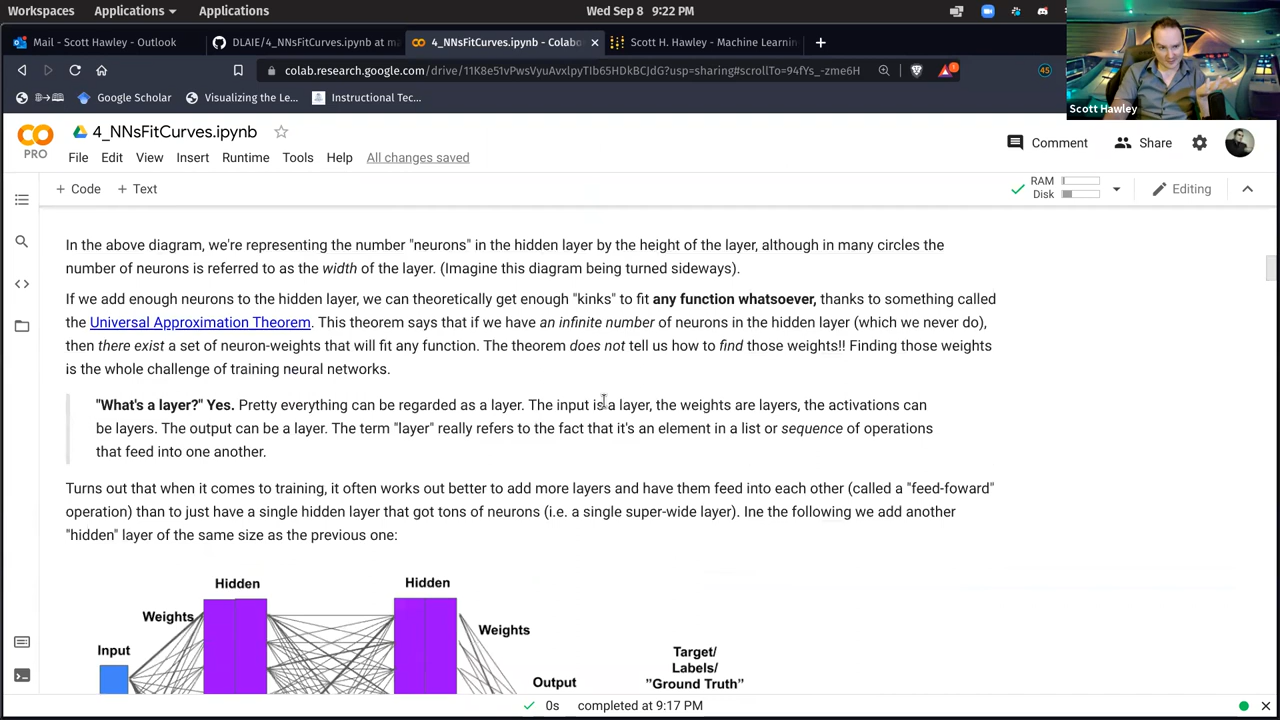 Workspaces Applications Applications Wed Sep 8 9:22 PM
Mail - Scott Hawley - Outlook
DLAIE/4_NNsFitCurves.ipynb at ma
4_NNsFitCurves.ipynb - Colabo
Scott H. Hawley - Machine Learnin
Google Scholar
Visualizing the Le...
Instructional Tec...
45
Scott Hawley
CO
PRO
4_NNsFitCurves.ipynb
File Edit View Insert Runtime Tools Help All changes saved
Comment Share
+ Code + Text
RAM
Disk
Editing
In the above diagram, we're representing the number "neurons" in the hidden layer by the height of the layer, although in many circles the
number of neurons is referred to as the width of the layer. (Imagine this diagram being turned sideways).
If we add enough neurons to the hidden layer, we can theoretically get enough "kinks" to fit any function whatsoever, thanks to something called
the Universal Approximation Theorem. This theorem says that if we have an infinite number of neurons in the hidden layer (which we never do),
then there exist a set of neuron-weights that will fit any function. The theorem does not tell us how to find those weights!! Finding those weights
is the whole challenge of training neural networks.
"What's a layer?" Yes. Pretty everything can be regarded as a layer. The input is a layer, the weights are layers, the activations can
be layers. The output can be a layer. The term "layer" really refers to the fact that it's an element in a list or sequence of operations
that feed into one another.
Turns out that when it comes to training, it often works out better to add more layers and have them feed into each other (called a "feed-foward"
operation) than to just have a single hidden layer that got tons of neurons (i.e. a single super-wide layer). Ine the following we add another
"hidden" layer of the same size as the previous one:
Hidden Hidden
Weights
Weights
Input
Target/
Labels/
"Ground Truth"
Output
0s completed at 9:17 PM